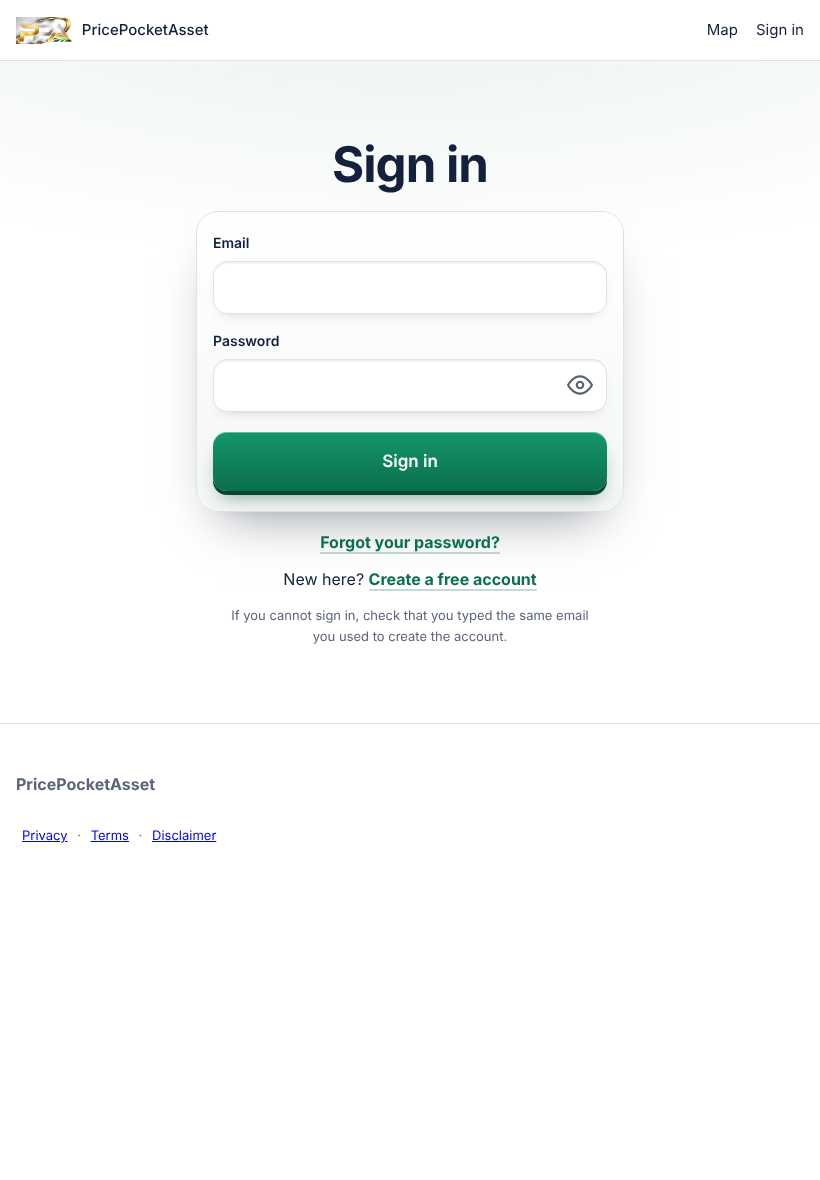 PPA PricePocketAsset Map Sign in
Sign in
Email
Password
Sign in
Forgot your password?
New here? Create a free account
If you cannot sign in, check that you typed the same email
you used to create the account.
PricePocketAsset
Privacy · Terms · Disclaimer